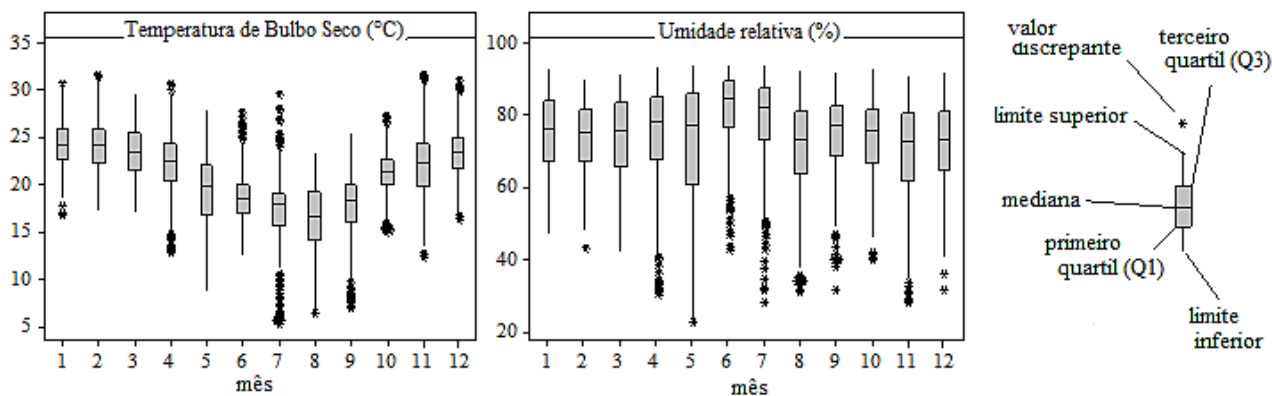 Temperatura de Bulbo Seco (°C)
35
30
25
20
15
10
5
1 2 3 4 5 6 7 8 9 10 11 12
mês
Umidade relativa (%)
100
80
60
40
20
1 2 3 4 5 6 7 8 9 10 11 12
mês
valor
discrepante
terceiro
quartil (Q3)
limite superior
mediana
primeiro
quartil (Q1)
limite
inferior